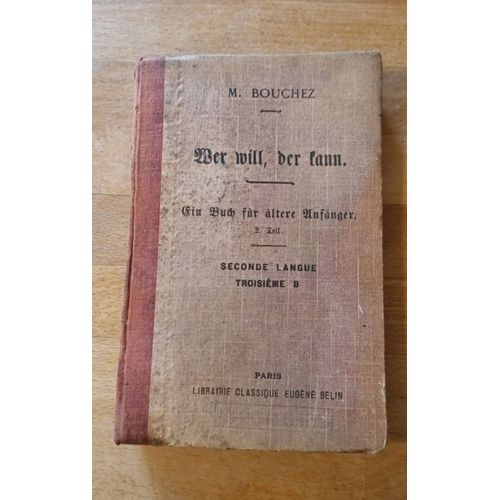 M. BOUCHEZ
Wer will, der kann.
Ein Buch für ältere Anfänger.
2. Teil
SECONDE LANGUE
TROISIÈME B
PARIS
LIBRAIRIE CLASSIQUE EUGÈNE BELIN